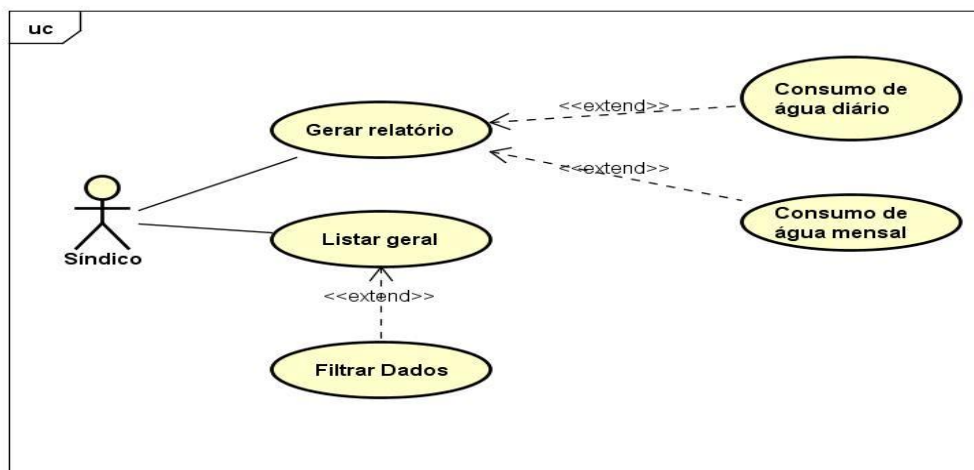 uc
Consumo de
água diário
<<extend>>
Gerar relatório
<<extend>>
Consumo de
água mensal
Listar geral
Síndico
<<extend>>
Filtrar Dados